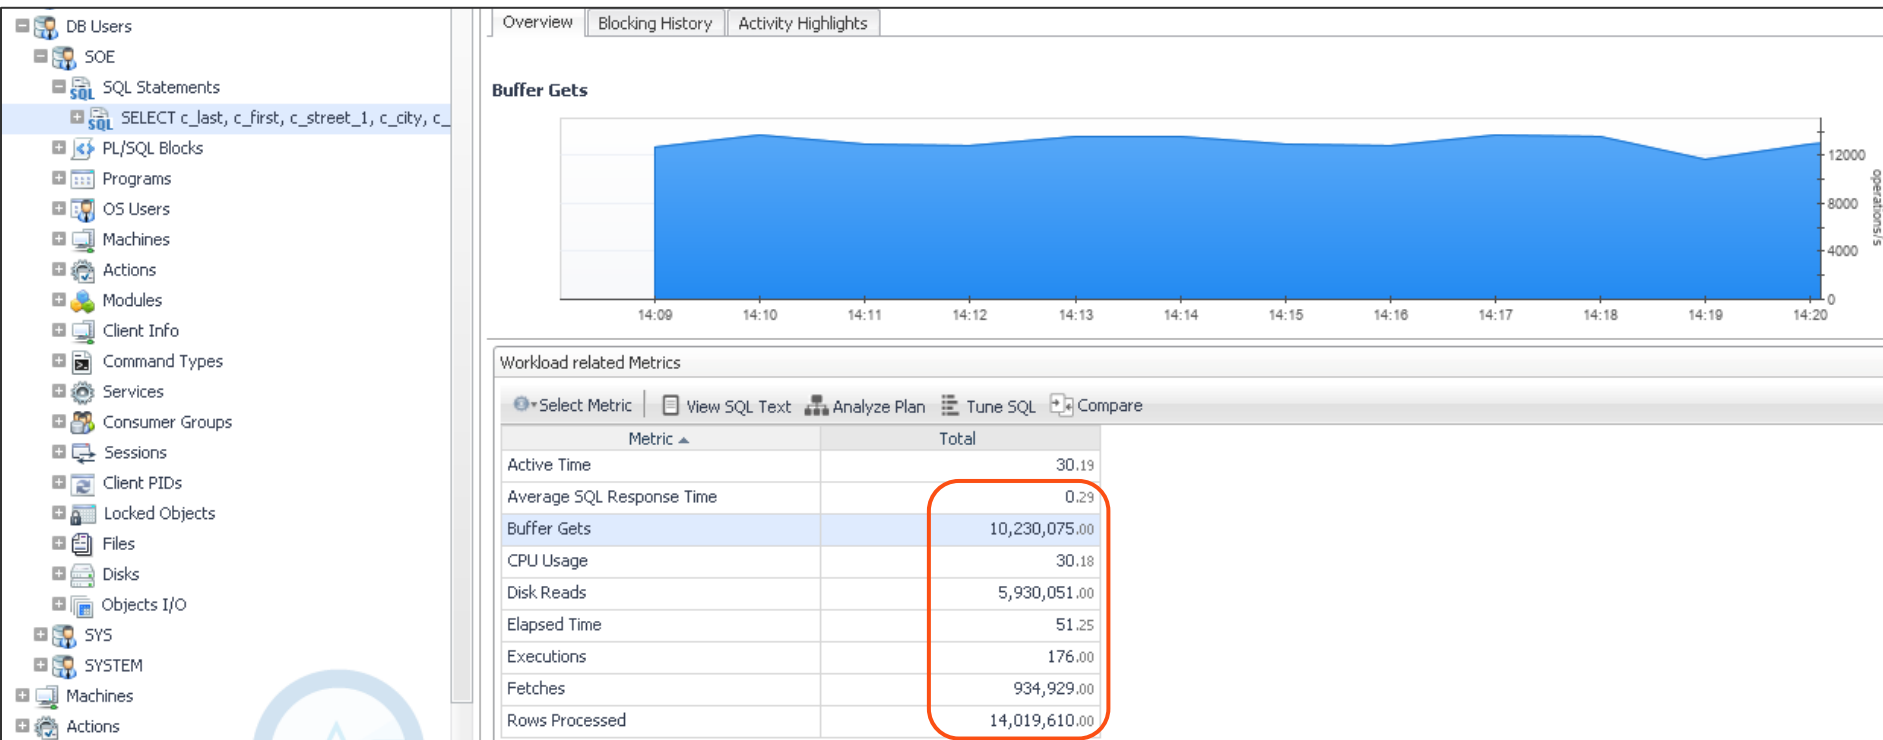 DB Users
SOE
SQL Statements
SELECT c_last, c_first, c_street_1, c_city, c_
PL/SQL Blocks
Programs
OS Users
Machines
Actions
Modules
Client Info
Command Types
Services
Consumer Groups
Sessions
Client PIDs
Locked Objects
Files
Disks
Objects I/O
SYS
SYSTEM
Machines
Actions
Overview Blocking History Activity Highlights
Buffer Gets
12000
8000
4000
0
operations/s
14:09 14:10 14:11 14:12 14:13 14:14 14:15 14:16 14:17 14:18 14:19 14:20
Workload related Metrics
Select Metric View SQL Text Analyze Plan Tune SQL Compare
Metric Total
Active Time 30.19
Average SQL Response Time 0.29
Buffer Gets 10,230,075.00
CPU Usage 30.18
Disk Reads 5,930,051.00
Elapsed Time 51.25
Executions 176.00
Fetches 934,929.00
Rows Processed 14,019,610.00